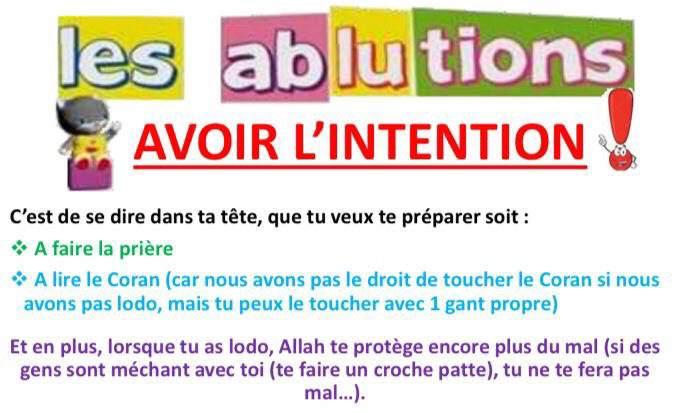 les ablutions
AVOIR L’INTENTION
C’est de se dire dans ta tête, que tu veux te préparer soit :
❖ A faire la prière
❖ A lire le Coran (car nous avons pas le droit de toucher le Coran si nous
avons pas lodo, mais tu peux le toucher avec 1 gant propre)
Et en plus, lorsque tu as lodo, Allah te protège encore plus du mal (si des
gens sont méchant avec toi (te faire un croche patte), tu ne te fera pas
mal…).